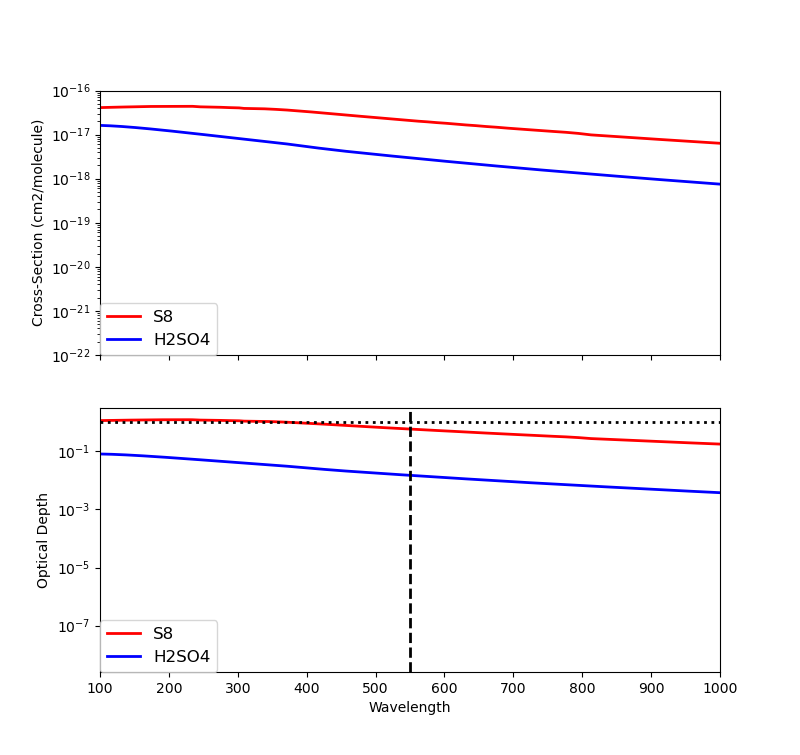 Cross-Section (cm2/molecule)
10⁻¹⁶
10⁻¹⁷
10⁻¹⁸
10⁻¹⁹
10⁻²⁰
10⁻²¹
10⁻²²
S8
H2SO4
Optical Depth
10⁻¹
10⁻³
10⁻⁵
10⁻⁷
S8
H2SO4
100 200 300 400 500 600 700 800 900 1000
Wavelength